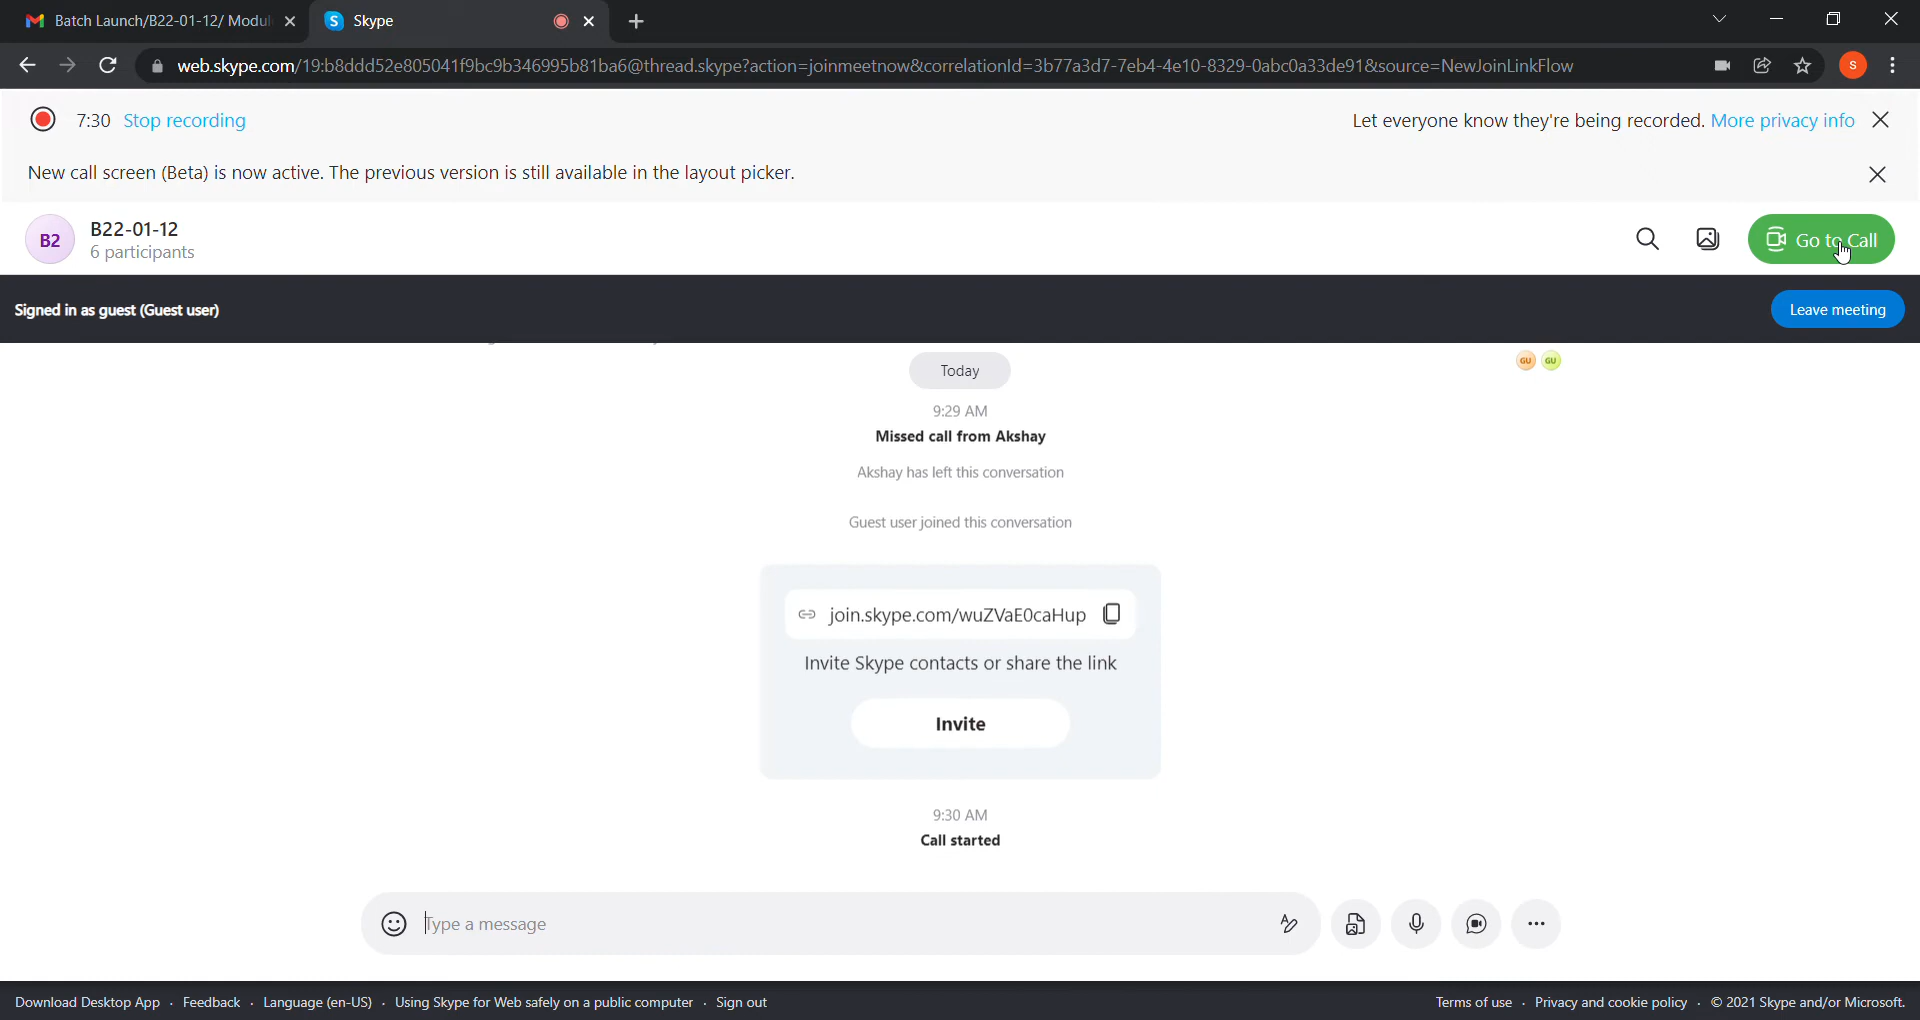 Batch Launch/B22-01-12/ Modul
Skype
web.skype.com/19:b8ddd52e805041f9bc9b346995b81ba6@thread.skype?action=joinmeetnow&correlationId=3b77a3d7-7eb4-4e10-8329-0abc0a33de91&source=NewJoinLinkFlow
S
7:30 Stop recording
Let everyone know they're being recorded. More privacy info
New call screen (Beta) is now active. The previous version is still available in the layout picker.
B2
B22-01-12
6 participants
Go to Call
Signed in as guest (Guest user)
Leave meeting
GU GU
Today
9:29 AM
Missed call from Akshay
Akshay has left this conversation
Guest user joined this conversation
join.skype.com/wuZVaE0caHup
Invite Skype contacts or share the link
Invite
9:30 AM
Call started
Type a message
Download Desktop App · Feedback · Language (en-US) · Using Skype for Web safely on a public computer · Sign out
Terms of use · Privacy and cookie policy · © 2021 Skype and/or Microsoft.